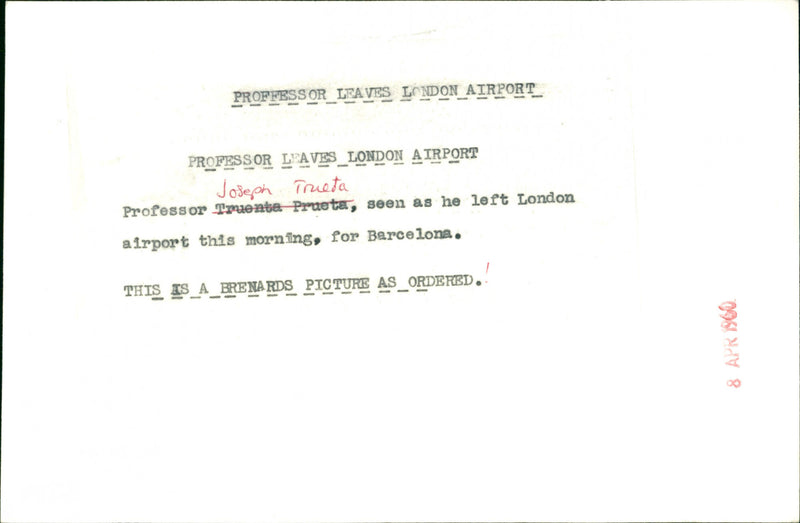 PROFFESSOR LEAVES LONDON AIRPORT
PROFESSOR LEAVES LONDON AIRPORT
Joseph Trueta
Professor Truenta Prueta, seen as he left London
airport this morning, for Barcelona.
THIS IS A BRENARDS PICTURE AS ORDERED.
8 APR 1960